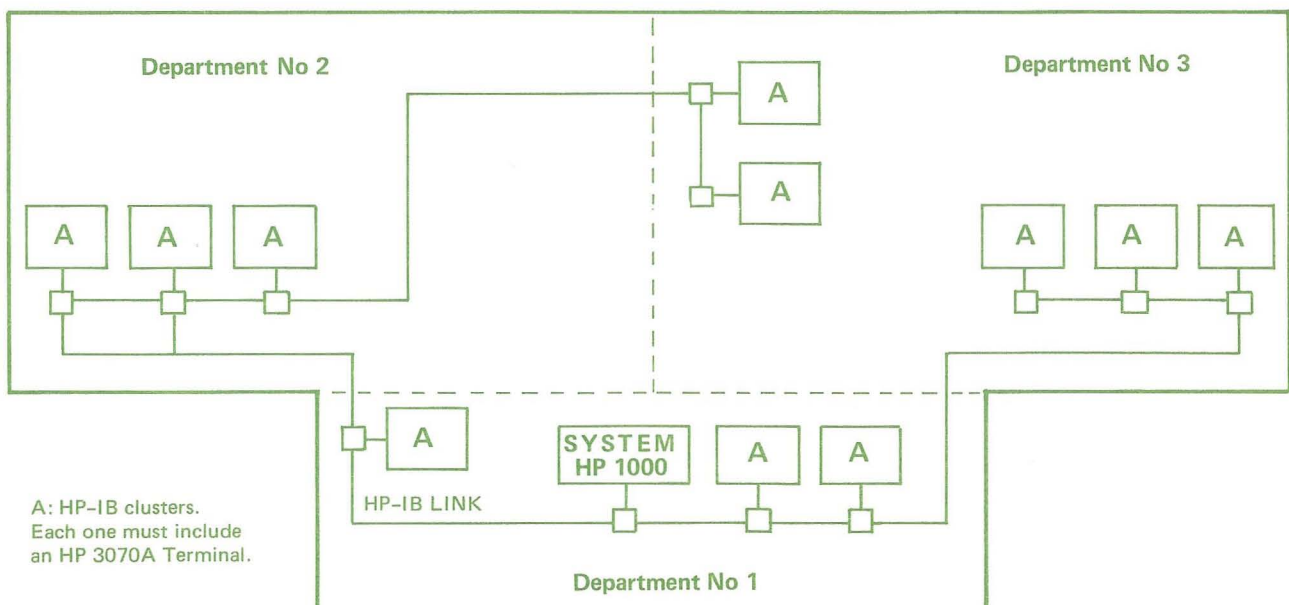 Department No 2
Department No 3
A
A
A
A
A
A
A
A
A
SYSTEM
HP 1000
A
A
HP-IB LINK
A: HP-IB clusters.
Each one must include
an HP 3070A Terminal.
Department No 1